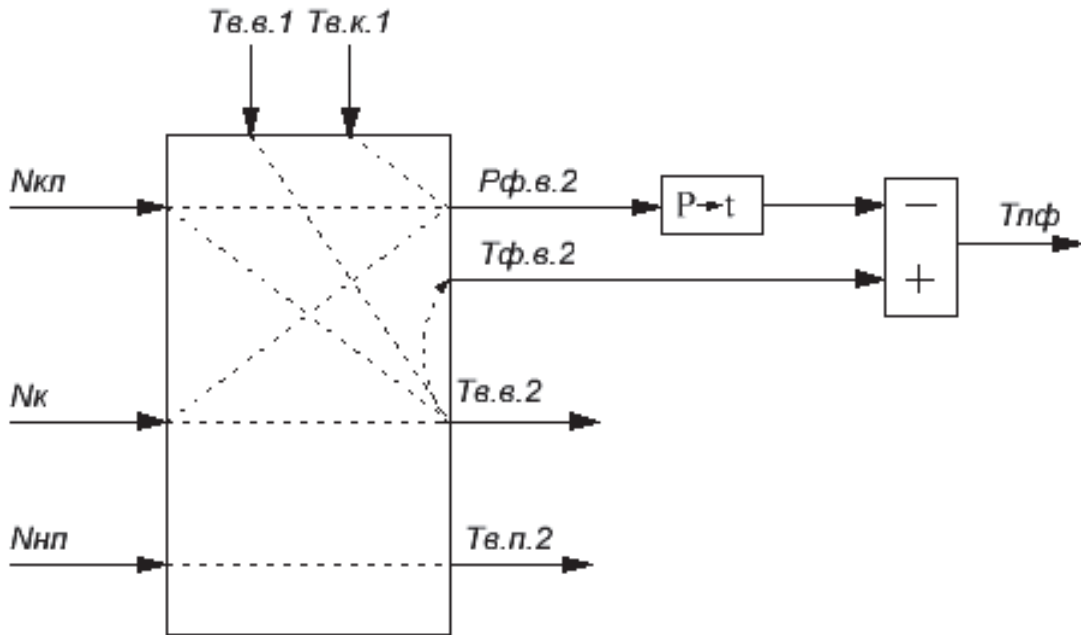 Тв.в.1 Тв.к.1
Nкп
Рф.в.2
P→t
−
Тпф
Тф.в.2
+
Nк
Тв.в.2
Nнп
Тв.п.2